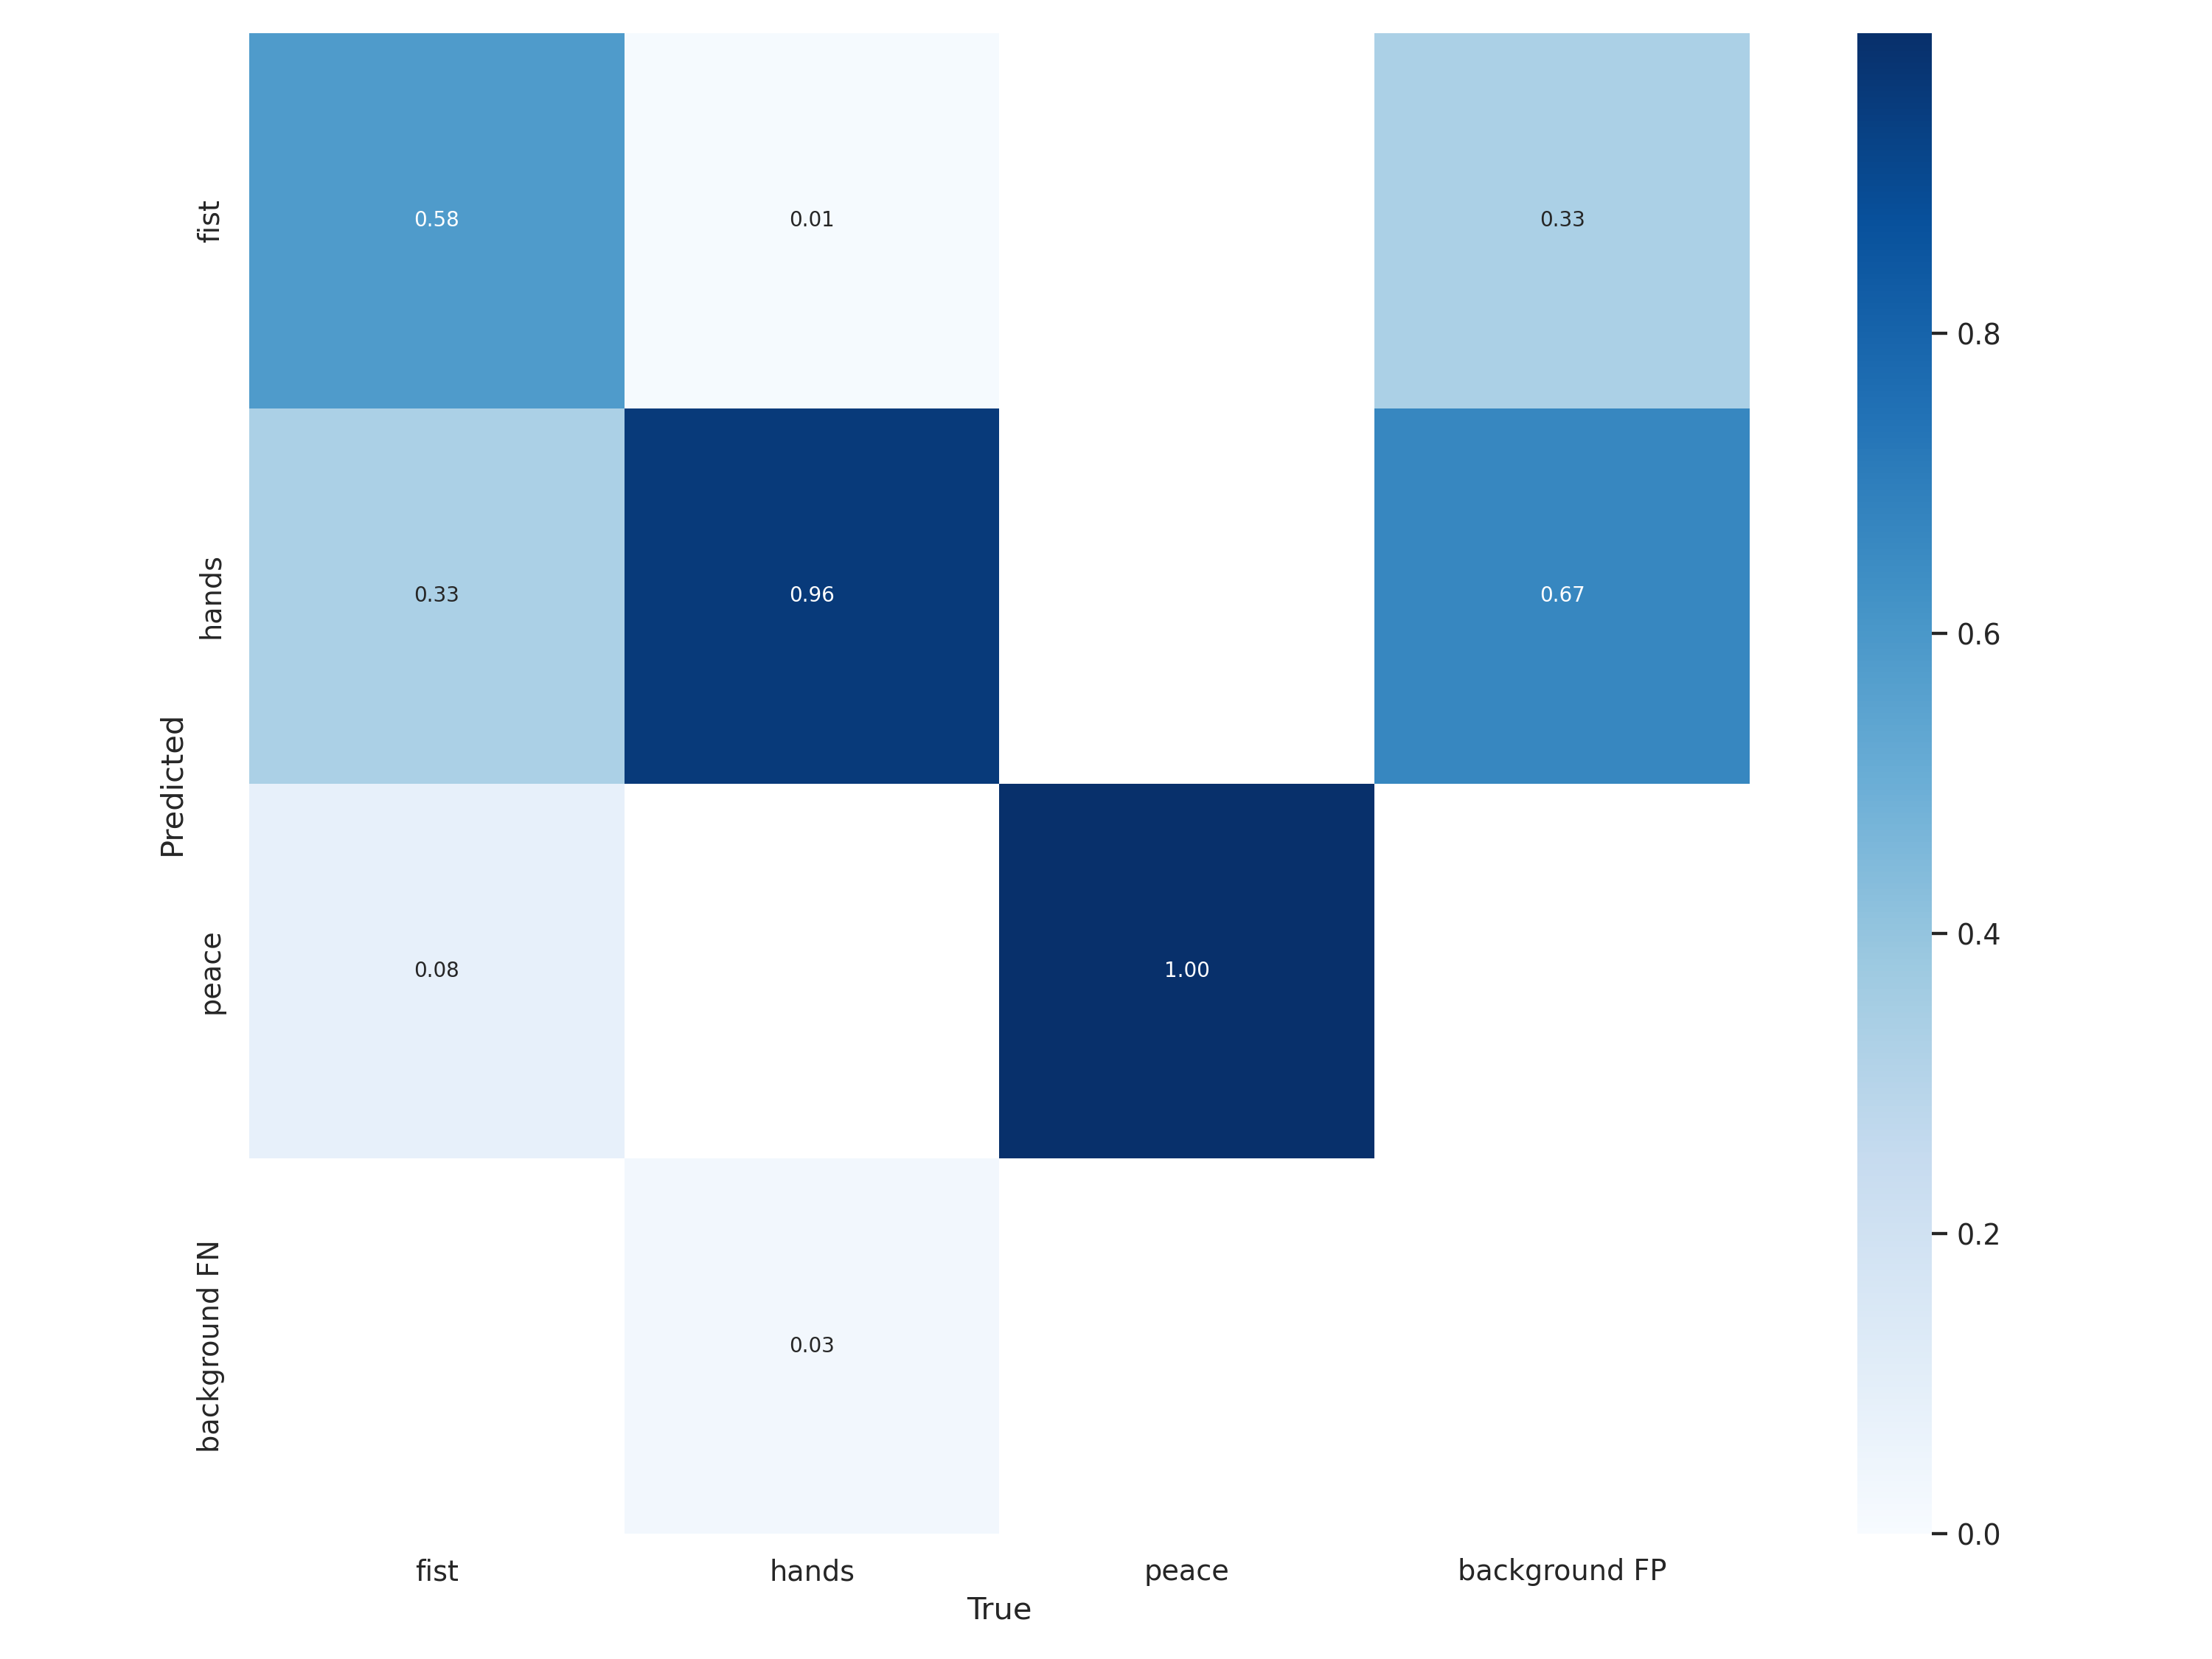 fist
0.58
0.01
0.33
hands
0.33
0.96
0.67
peace
0.08
1.00
background FN
0.03
Predicted
fist
hands
peace
background FP
True
0.8
0.6
0.4
0.2
0.0